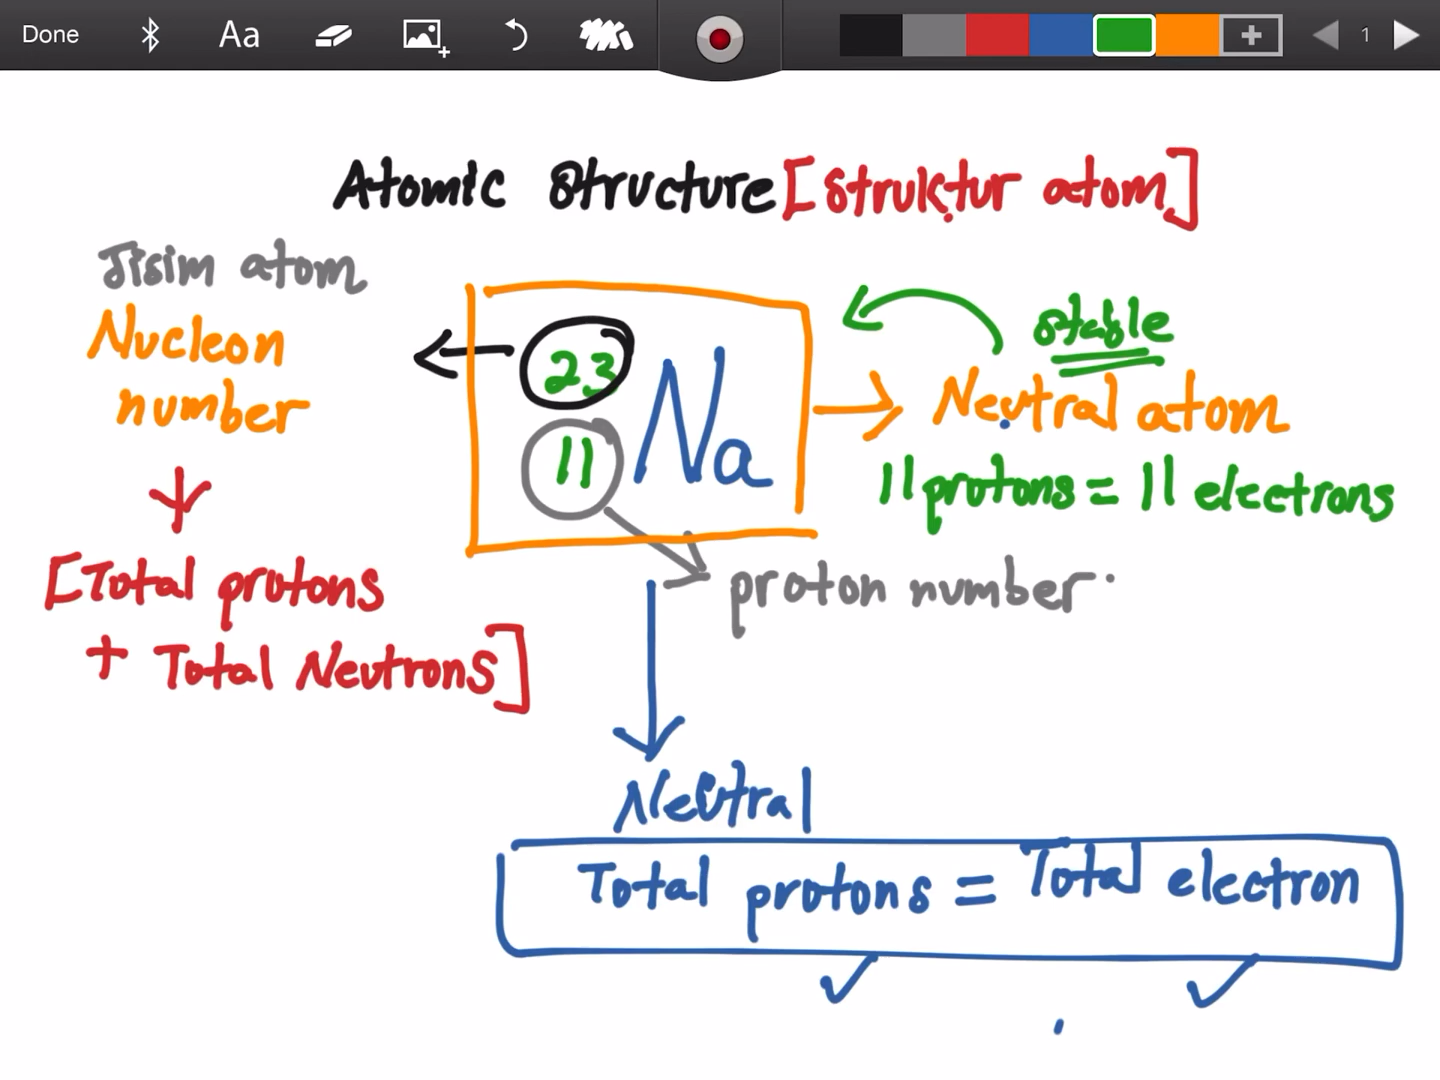 Done
Aa
1
Atomic Structure [struktur atom]
Jisim atom
Nucleon
number
[Total protons
+ Total Neutrons]
23
11
Na
stable
Neutral atom
11 protons = 11 electrons
proton number
Neutral
Total protons = Total electron